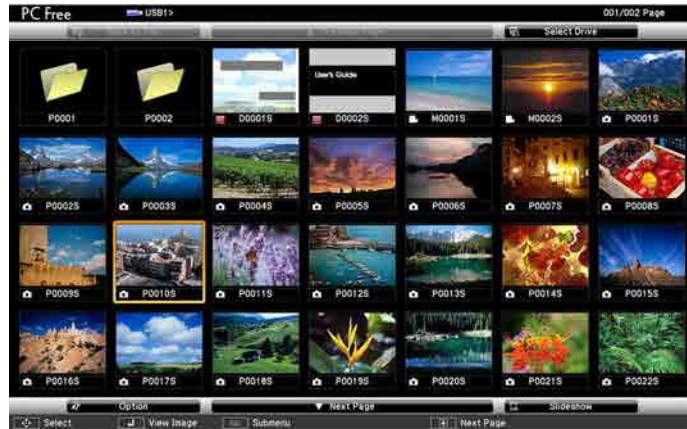 PC Free USB1> 001/002 Page
Select Drive
User's Guide
P0001 P0002 D0001S D0002S M0001S M0002S P0001S
P0002S P0003S P0004S P0005S P0006S P0007S P0008S
P0009S P0010S P0011S P0012S P0013S P0014S P0015S
P0016S P0017S P0018S P0019S P0020S P0021S P0022S
Option Next Page Slideshow
Select View Image Submenu Next Page